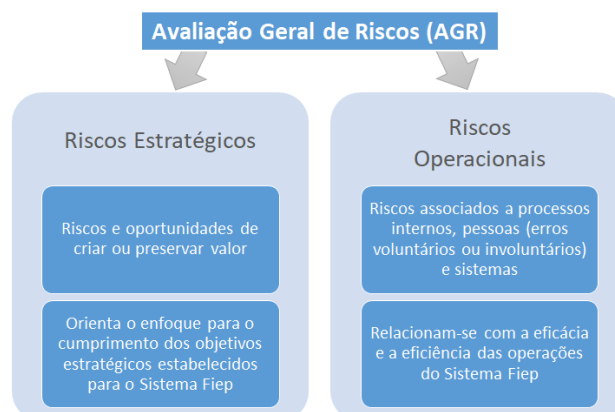 Avaliação Geral de Riscos (AGR)
Riscos Estratégicos
Riscos e oportunidades de
criar ou preservar valor
Orienta o enfoque para o
cumprimento dos objetivos
estratégicos estabelecidos
para o Sistema Fiep
Riscos
Operacionais
Riscos associados a processos
internos, pessoas (erros
voluntários ou involuntários)
e sistemas
Relacionam-se com a eficácia
e a eficiência das operações
do Sistema Fiep